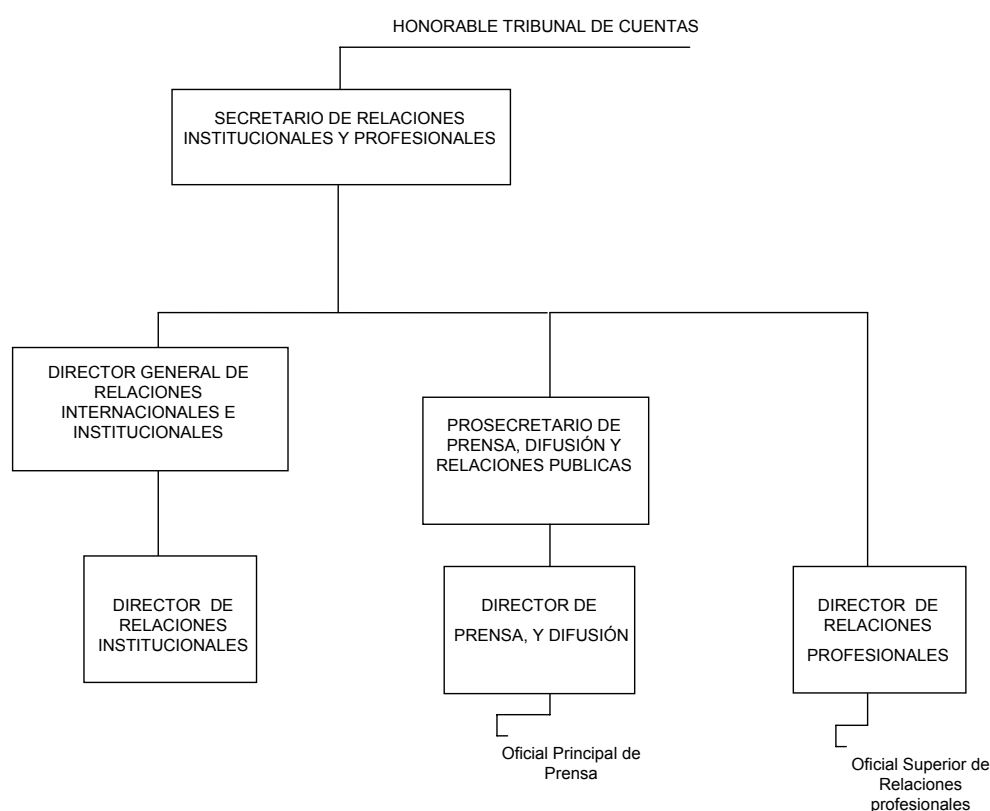 HONORABLE TRIBUNAL DE CUENTAS
SECRETARIO DE RELACIONES
INSTITUCIONALES Y PROFESIONALES
DIRECTOR GENERAL DE
RELACIONES
INTERNACIONALES E
INSTITUCIONALES
PROSECRETARIO DE
PRENSA, DIFUSIÓN Y
RELACIONES PUBLICAS
DIRECTOR DE
RELACIONES
INSTITUCIONALES
DIRECTOR DE
PRENSA, Y DIFUSIÓN
DIRECTOR DE
RELACIONES
PROFESIONALES
Oficial Principal de
Prensa
Oficial Superior de
Relaciones
profesionales